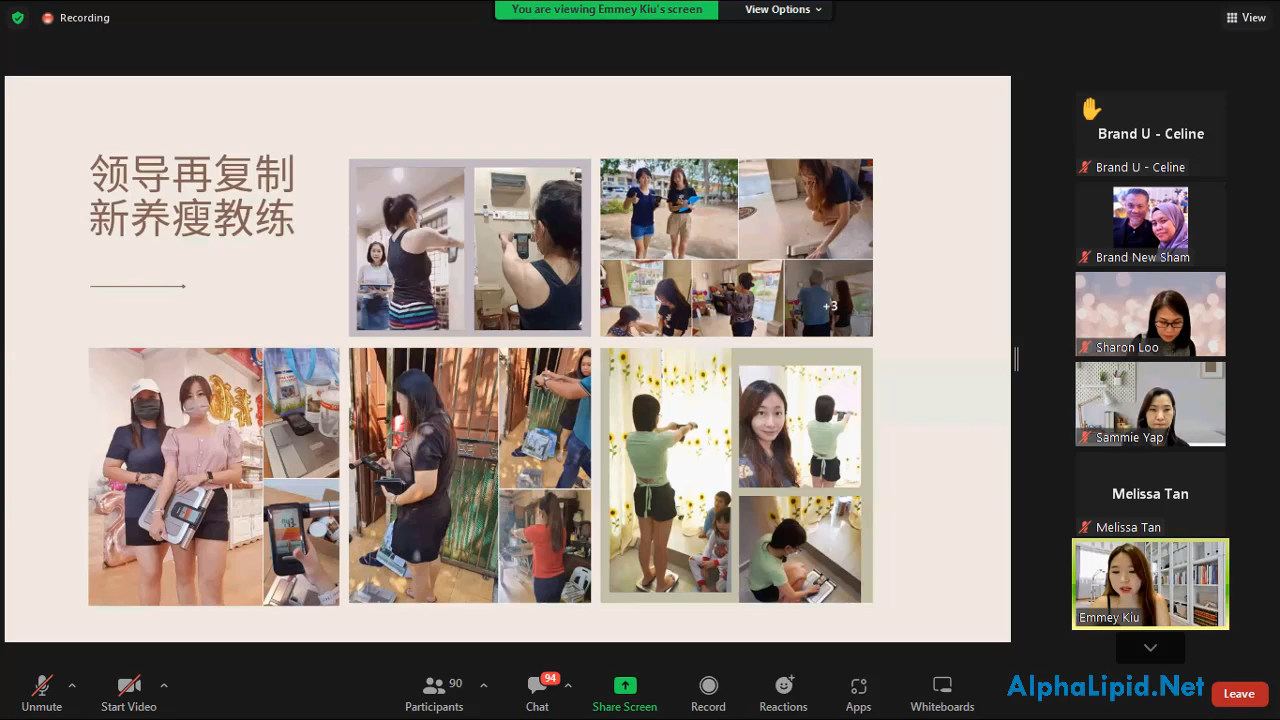 Recording
You are viewing Emmey Kiu's screen
View Options
View
领导再复制
新养瘦教练
+3
Brand U - Celine
Brand U - Celine
Brand New Sham
Sharon Loo
Sammie Yap
Melissa Tan
Melissa Tan
Emmey Kiu
Unmute
Start Video
90
Participants
94
Chat
Share Screen
Record
Reactions
Apps
Whiteboards
AlphaLipid.Net
Leave